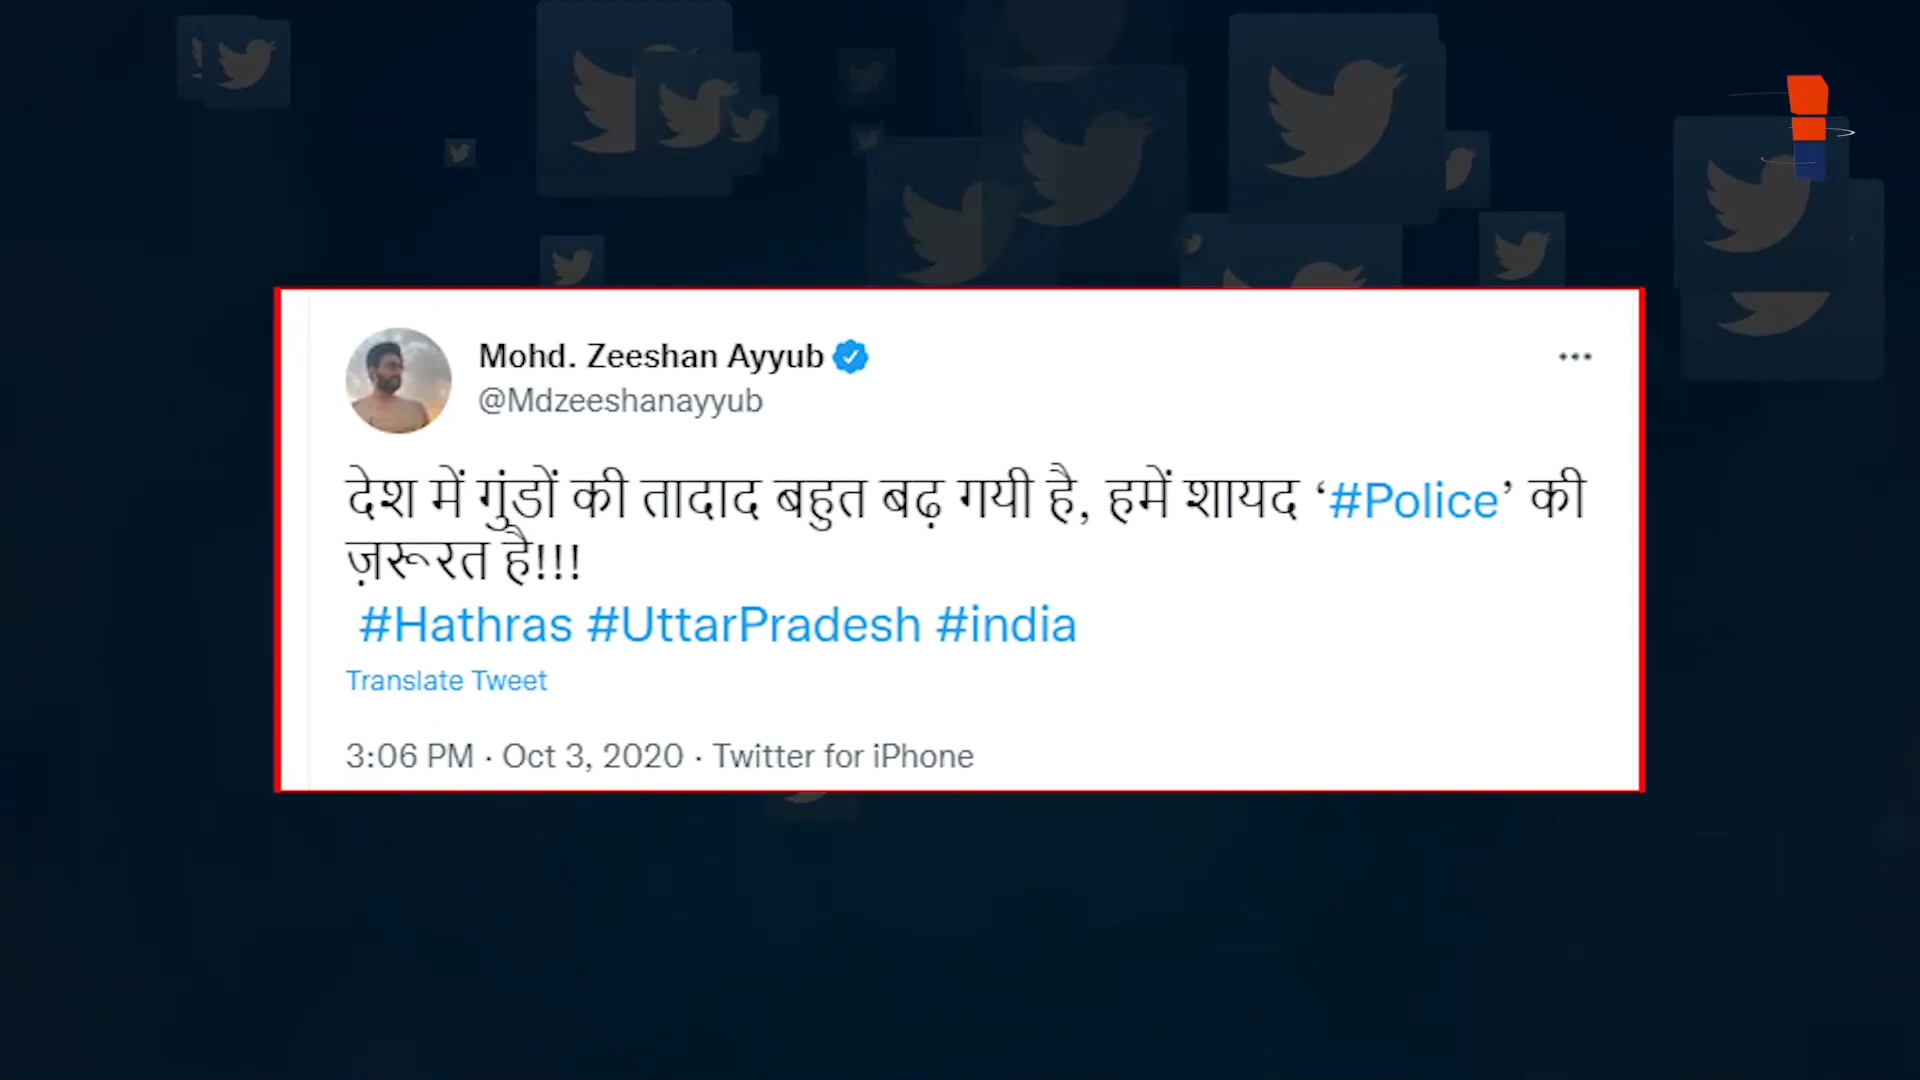 Mohd. Zeeshan Ayyub
@Mdzeeshanayyub
देश में गुंडों की तादाद बहुत बढ़ गयी है, हमें शायद ‘#Police’ की
ज़रूरत है!!!
#Hathras #UttarPradesh #india
Translate Tweet
3:06 PM · Oct 3, 2020 · Twitter for iPhone